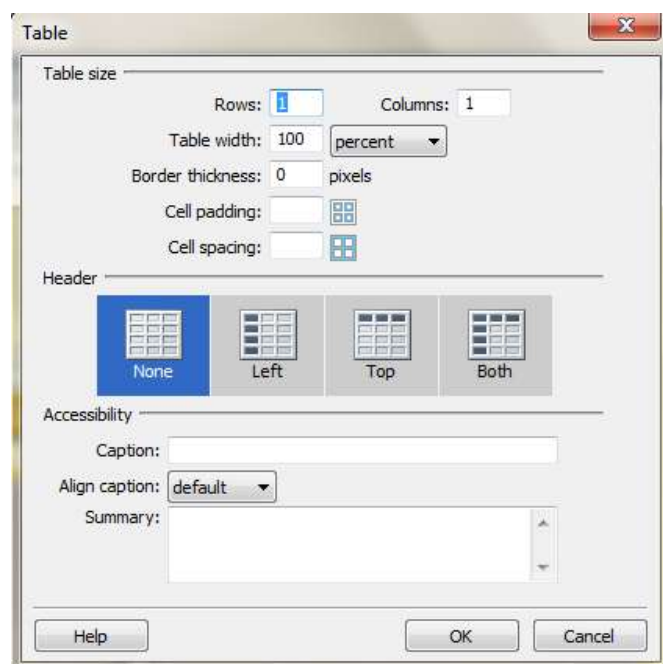 Table
Table size
Rows: 1 Columns: 1
Table width: 100 percent
Border thickness: 0 pixels
Cell padding:
Cell spacing:
Header
None Left Top Both
Accessibility
Caption:
Align caption: default
Summary:
Help OK Cancel